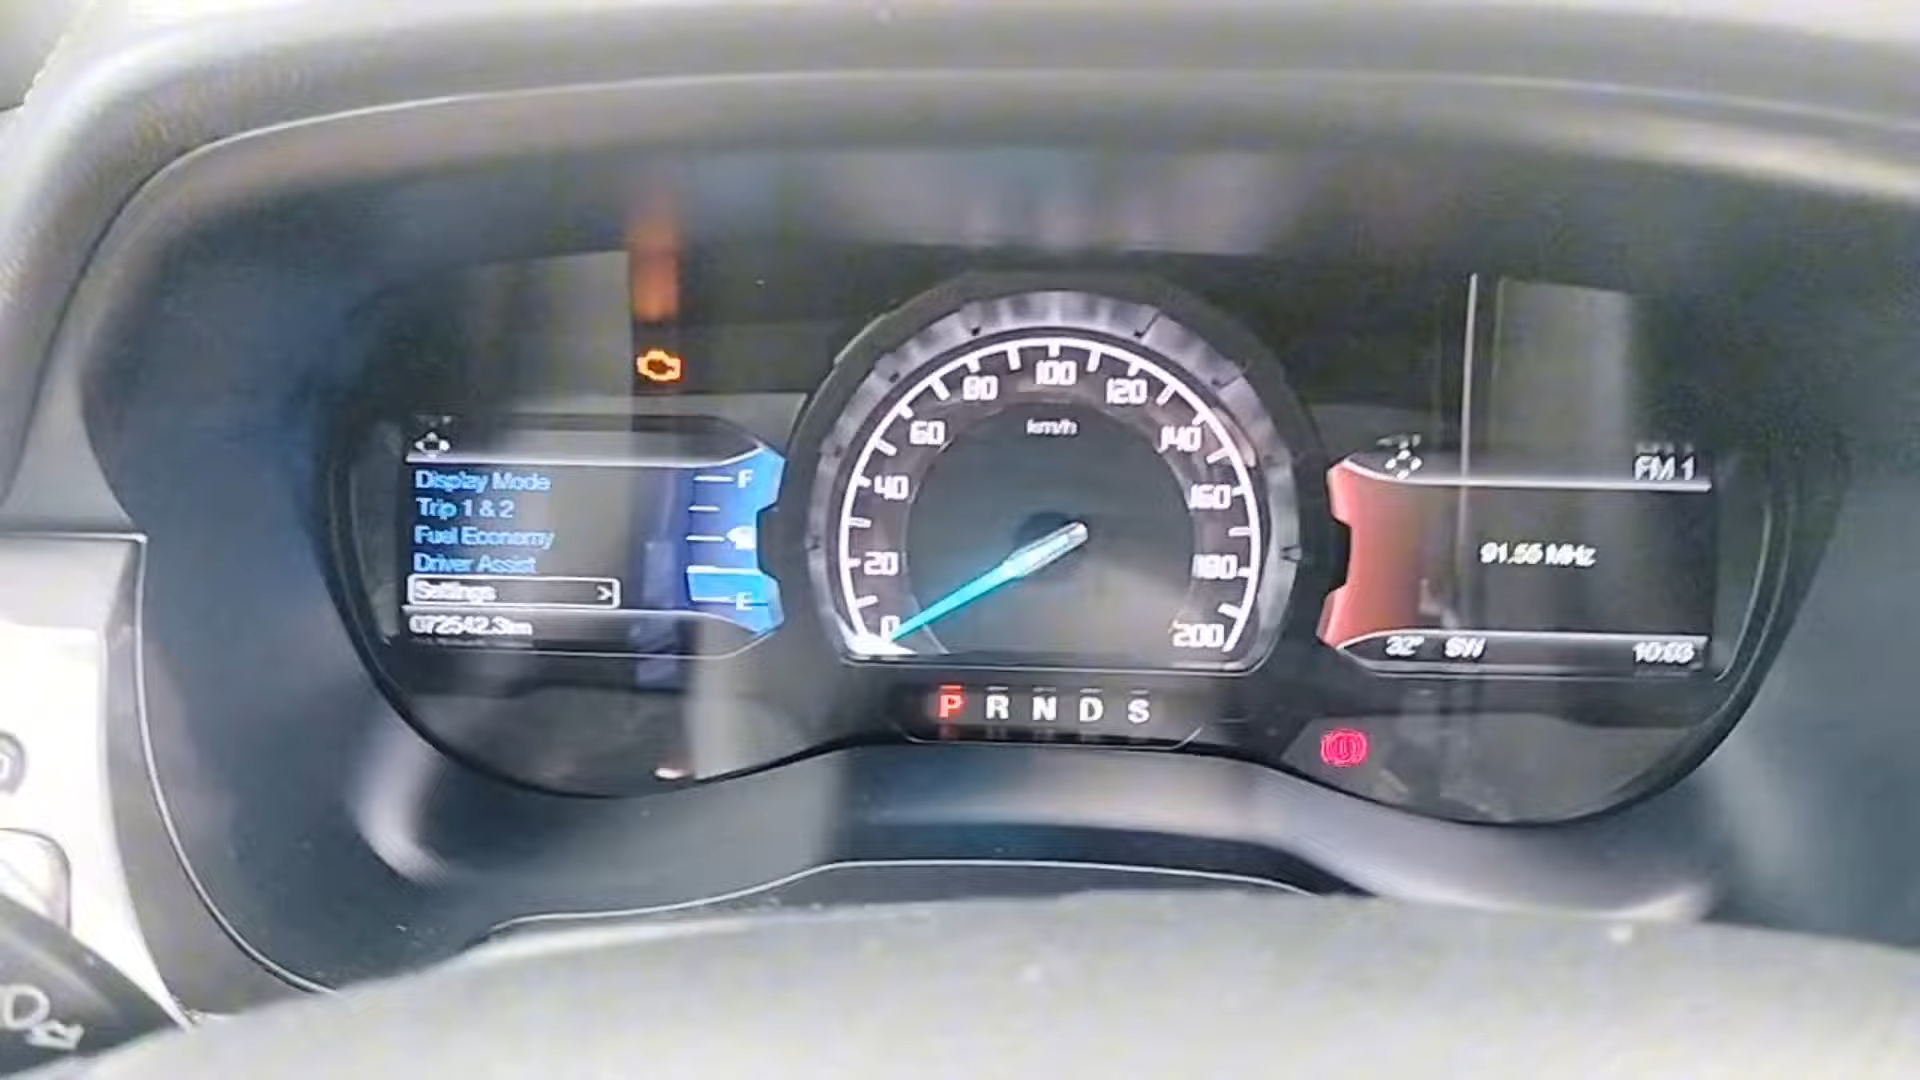 Display Mode
Trip 1 & 2
Fuel Economy
Driver Assist
Settings >
072542.3km
F
E
0
20
40
60
80
100
120
140
160
180
200
km/h
P R N D S
FM 1
91.55 MHz
32° SW
10:03